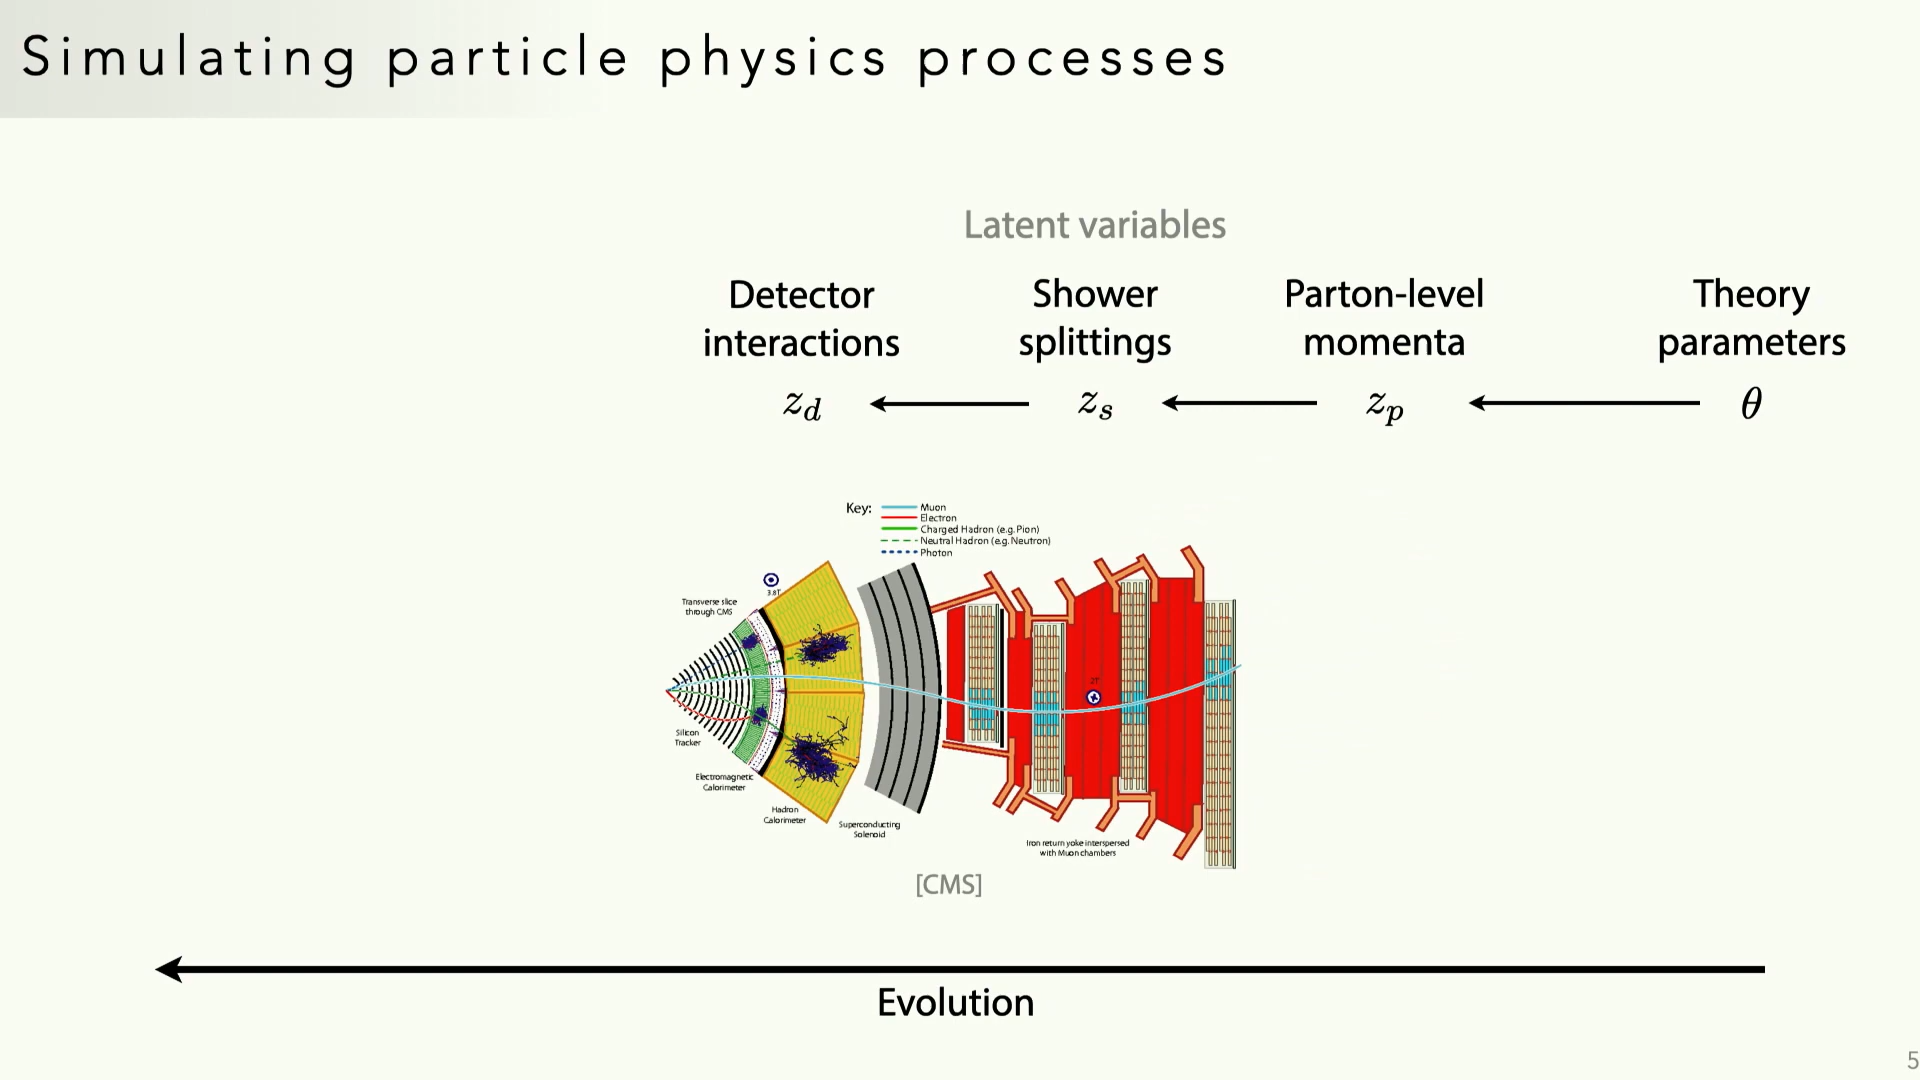 Simulating particle physics processes
Latent variables
Detector
interactions
Shower
splittings
Parton-level
momenta
Theory
parameters
z_d
z_s
z_p
θ
Key:
Muon
Electron
Charged Hadron (e.g. Pion)
Neutral Hadron (e.g. Neutron)
Photon
3.8T
Transverse slice
through CMS
2T
Silicon
Tracker
Electromagnetic
Calorimeter
Hadron
Calorimeter
Superconducting
Solenoid
Iron return yoke interspersed
with Muon chambers
[CMS]
Evolution
5